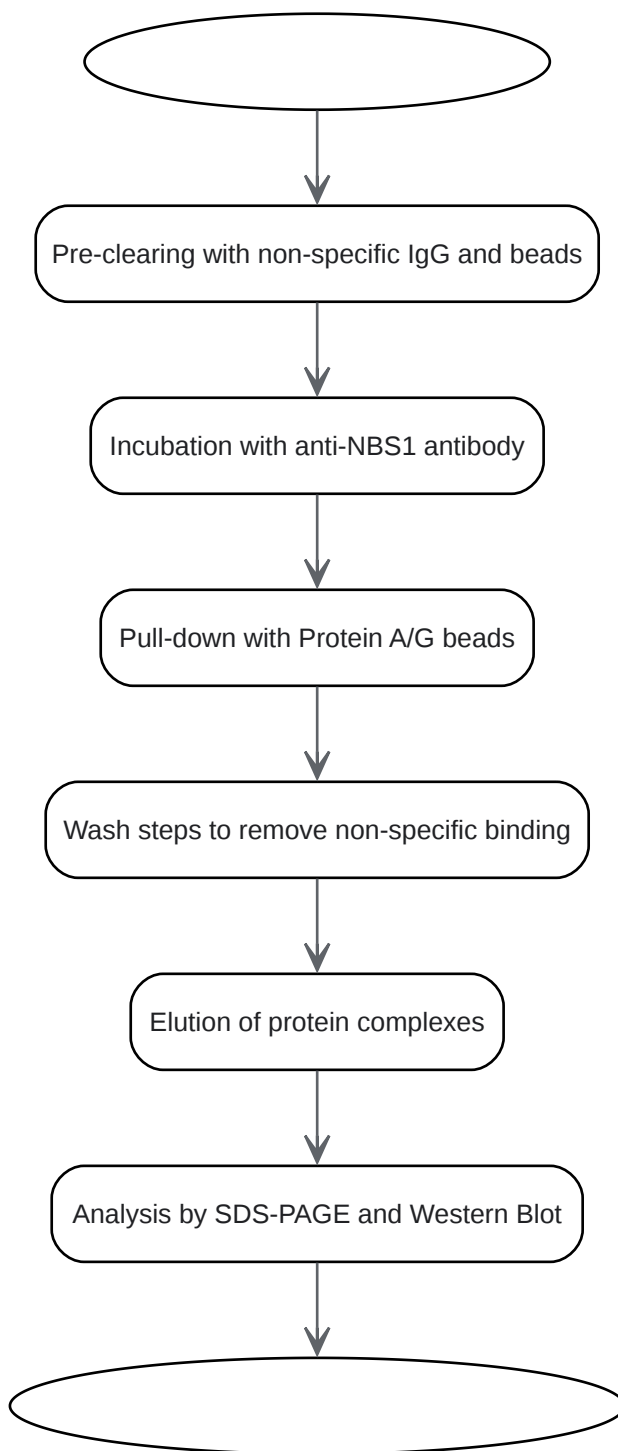 Pre-clearing with non-specific IgG and beads
Incubation with anti-NBS1 antibody
Pull-down with Protein A/G beads
Wash steps to remove non-specific binding
Elution of protein complexes
Analysis by SDS-PAGE and Western Blot